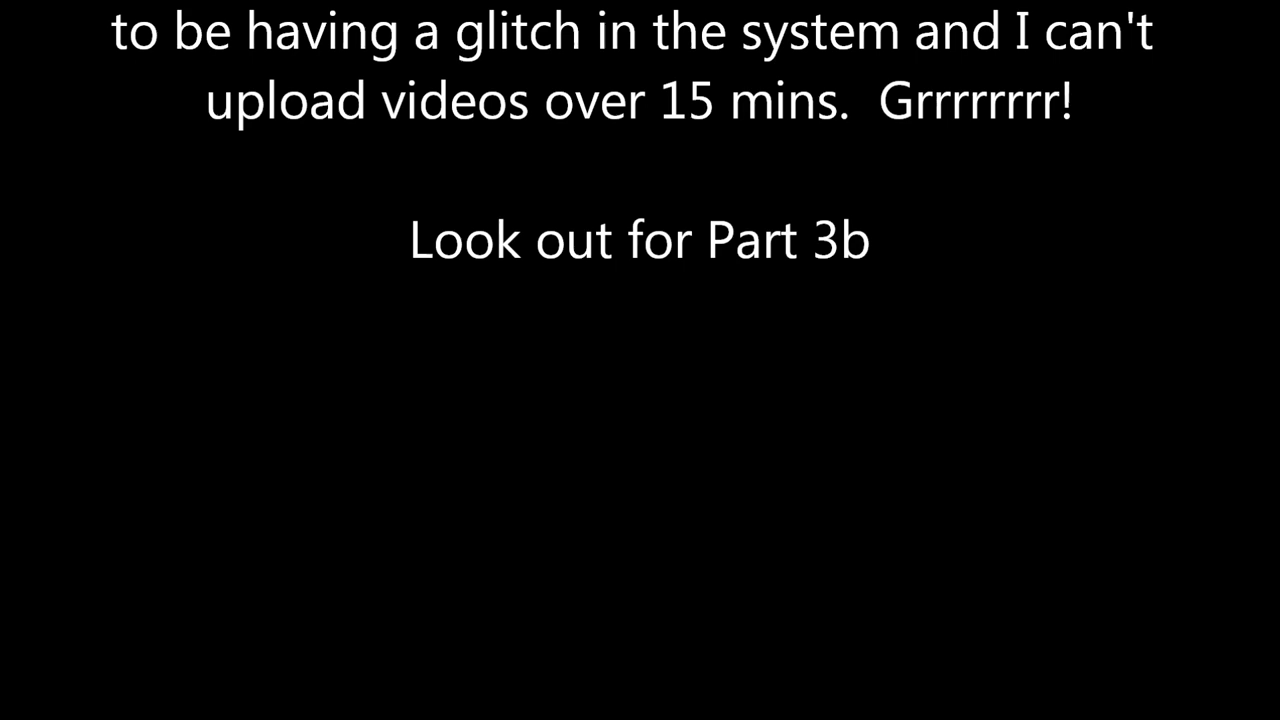 to be having a glitch in the system and I can't
upload videos over 15 mins.  Grrrrrrrr!
Look out for Part 3b